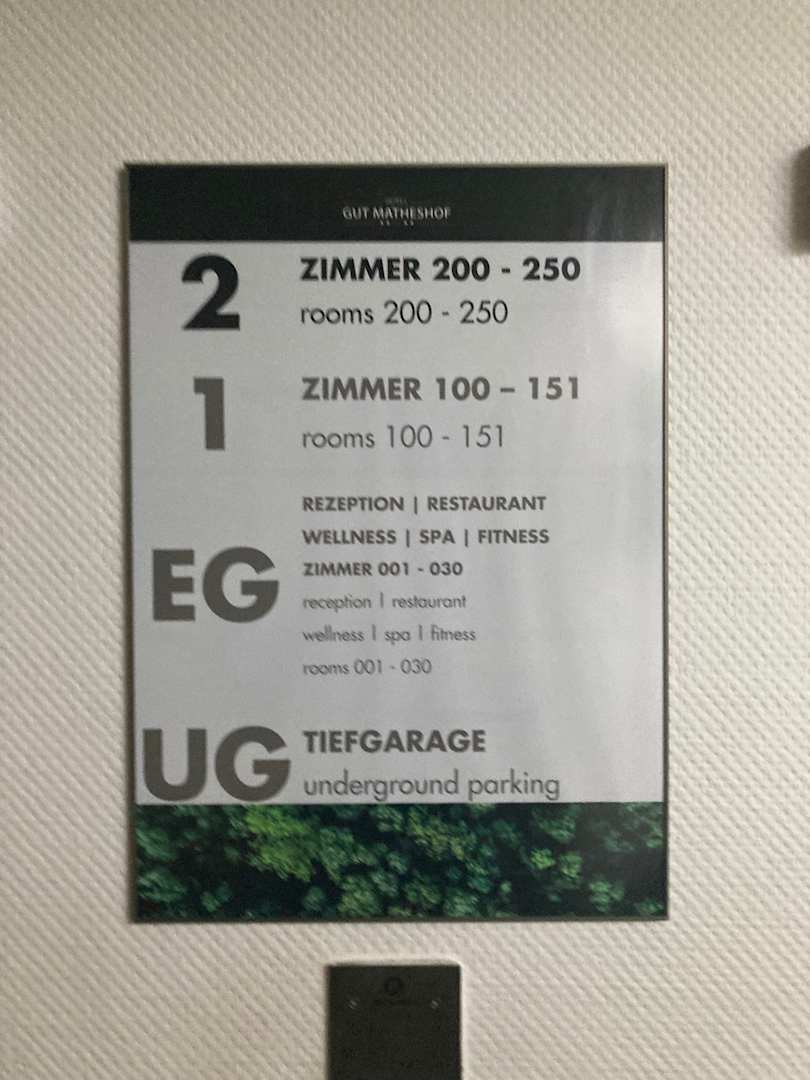 GUT MATHESHOF
2
ZIMMER 200 - 250
rooms 200 - 250
1
ZIMMER 100 – 151
rooms 100 - 151
EG
REZEPTION | RESTAURANT
WELLNESS | SPA | FITNESS
ZIMMER 001 - 030
reception | restaurant
wellness | spa | fitness
rooms 001 - 030
UG
TIEFGARAGE
underground parking